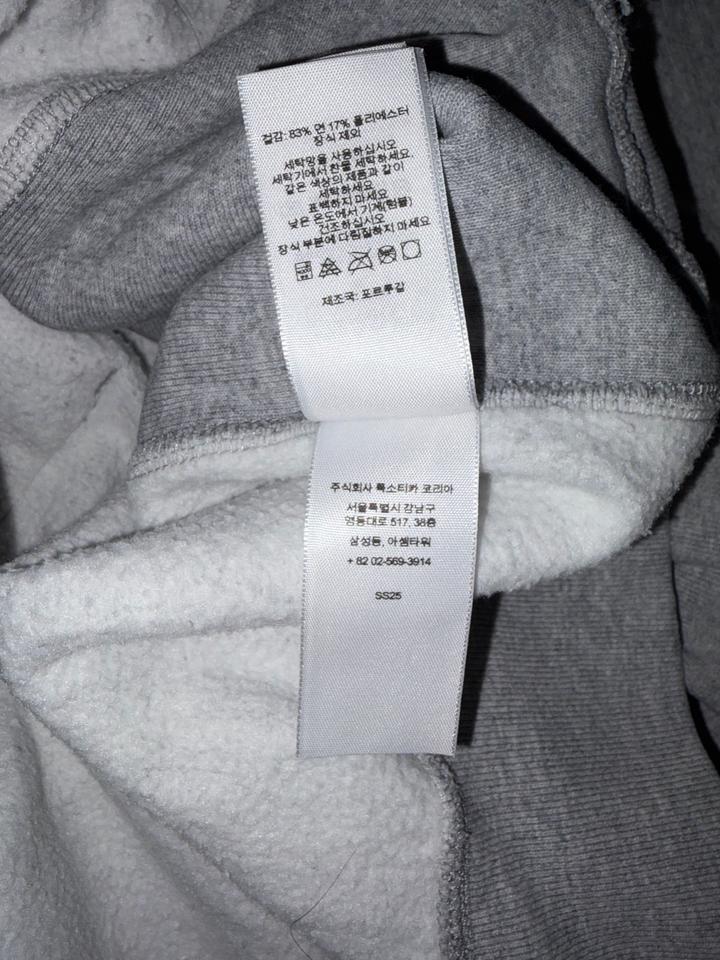 겉감: 83% 면 17% 폴리에스터
장식 제외
세탁망을 사용하십시오
세탁기에서 찬물 세탁하세요.
같은 색상의 제품과 같이
세탁하세요
표백하지 마세요
낮은 온도에서 기계(텀블)
건조하십시오
장식 부분에 다림질하지 마세요
제조국: 포르투갈
주식회사 룩소티카 코리아
서울특별시 강남구
영동대로 517, 38층
삼성동, 아셈타워
+ 82 02-569-3914
SS25